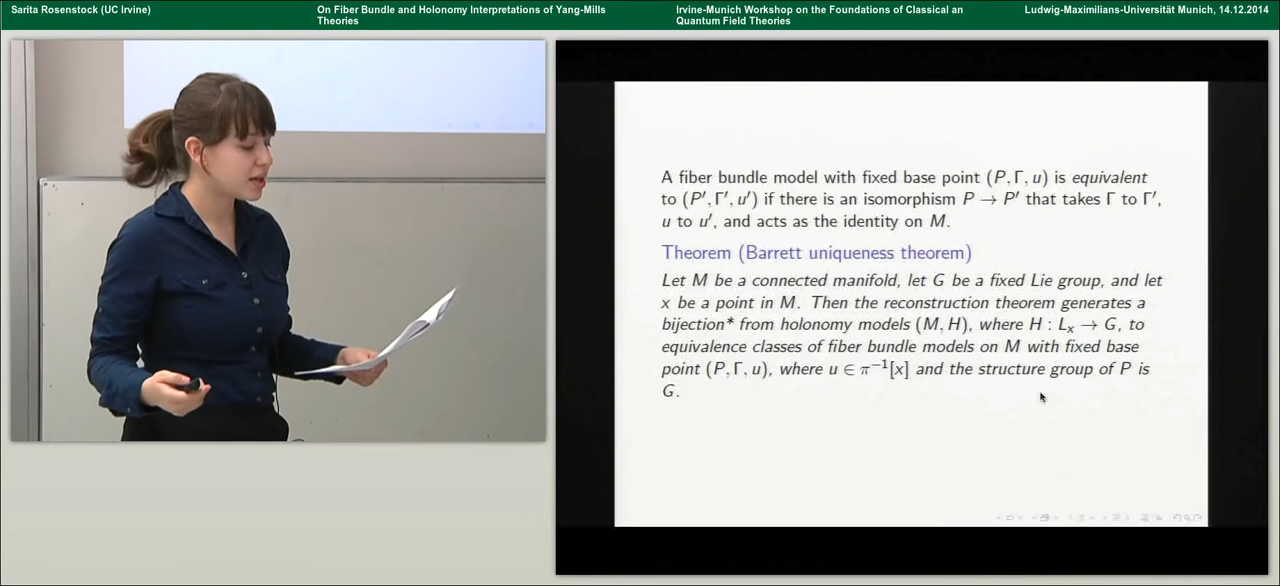 Sarita Rosenstock (UC Irvine)
On Fiber Bundle and Holonomy Interpretations of Yang-Mills
Theories
Irvine-Munich Workshop on the Foundations of Classical an
Quantum Field Theories
Ludwig-Maximilians-Universität Munich, 14.12.2014
A fiber bundle model with fixed base point (P, Γ, u) is equivalent
to (P′, Γ′, u′) if there is an isomorphism P → P′ that takes Γ to Γ′,
u to u′, and acts as the identity on M.
Theorem (Barrett uniqueness theorem)
Let M be a connected manifold, let G be a fixed Lie group, and let
x be a point in M. Then the reconstruction theorem generates a
bijection* from holonomy models (M, H), where H : Lₓ → G, to
equivalence classes of fiber bundle models on M with fixed base
point (P, Γ, u), where u ∈ π⁻¹[x] and the structure group of P is
G.